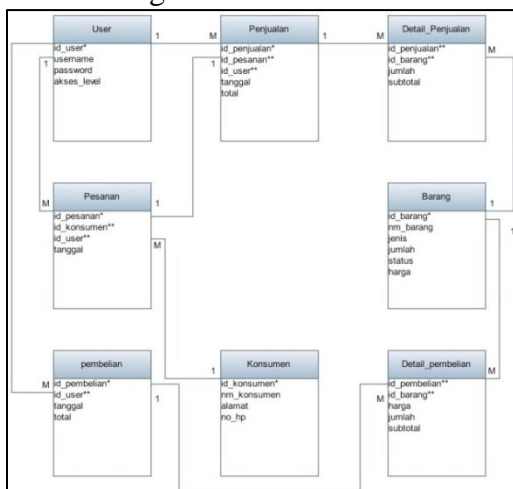 User
id_user*
username
password
akses_level
1
1
M
Penjualan
id_penjualan*
id_pesanan**
id_user**
tanggal
total
M
1
1
Detail_Penjualan
id_penjualan**
id_barang**
jumlah
subtotal
M
M
Pesanan
id_pesanan*
id_konsumen**
id_user**
tanggal
M
1
M
Barang
id_barang*
nm_barang
jenis
jumlah
status
harga
1
1
pembelian
id_pembelian*
id_user**
tanggal
total
M
1
Konsumen
id_konsumen*
nm_konsumen
alamat
no_hp
1
Detail_pembelian
id_pembelian**
id_barang**
harga
jumlah
subtotal
M
M